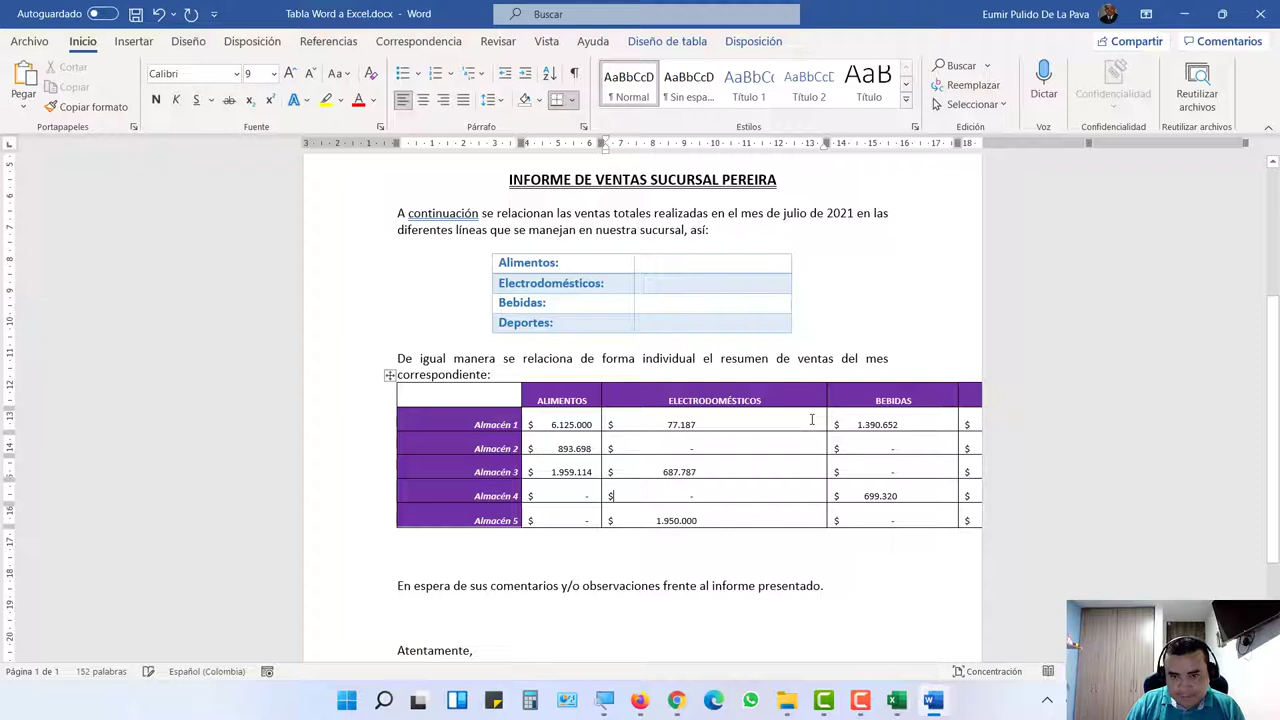 Autoguardado
Tabla Word a Excel.docx - Word
Buscar
Eumir Pulido De La Pava
Archivo Inicio Insertar Diseño Disposición Referencias Correspondencia Revisar Vista Ayuda Diseño de tabla Disposición
Compartir Comentarios
Pegar
Cortar
Copiar
Copiar formato
Portapapeles
Calibri 9
Fuente
Párrafo
AaBbCcD AaBbCcD AaBbCc AaBbCcD AaB
¶ Normal ¶ Sin espa... Título 1 Título 2 Título
Estilos
Buscar
Reemplazar
Seleccionar
Edición
Dictar
Voz
Confidencialidad
Confidencialidad
Reutilizar archivos
Reutilizar archivos
INFORME DE VENTAS SUCURSAL PEREIRA
A continuación se relacionan las ventas totales realizadas en el mes de julio de 2021 en las
diferentes líneas que se manejan en nuestra sucursal, así:
Alimentos:
Electrodomésticos:
Bebidas:
Deportes:
De igual manera se relaciona de forma individual el resumen de ventas del mes
correspondiente:
ALIMENTOS ELECTRODOMÉSTICOS BEBIDAS
Almacén 1 $ 6.125.000 $ 77.187 $ 1.390.652 $
Almacén 2 $ 893.698 $ - $ - $
Almacén 3 $ 1.959.114 $ 687.787 $ - $
Almacén 4 $ - $ - $ 699.320 $
Almacén 5 $ - $ 1.950.000 $ - $
En espera de sus comentarios y/o observaciones frente al informe presentado.
Atentamente,
Página 1 de 1 152 palabras Español (Colombia) Concentración